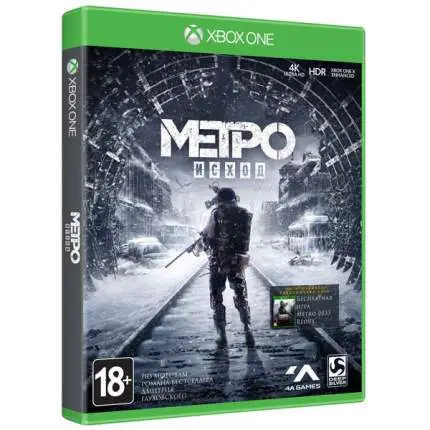 XBOX ONE
4K
ULTRA HD
HDR
XBOX ONE X
ENHANCED
XBOX ONE
МЕТРО
ИСХОД
МЕТРО
ИСХОД
БЕСПЛАТНАЯ
ИГРА
МЕТРО 2033
REDUX
18+
ПО МОТИВАМ
РОМАНА-БЕСТСЕЛЛЕРА
ДМИТРИЯ
ГЛУХОВСКОГО
4A GAMES
DEEP
SILVER